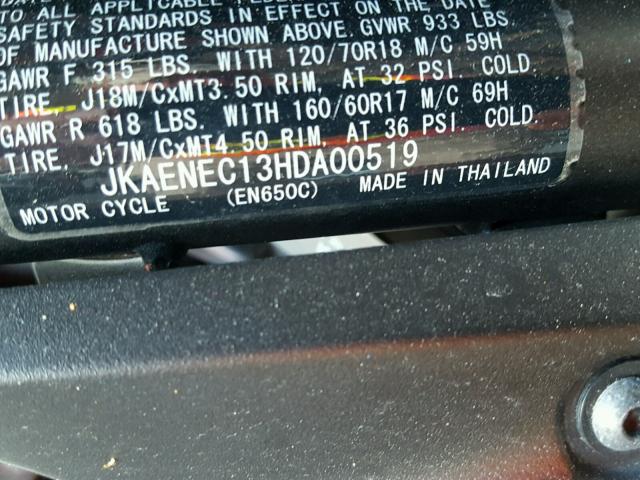 DATE
TO ALL APPLICABLE FEDERAL
SAFETY STANDARDS IN EFFECT ON THE DATE
OF MANUFACTURE SHOWN ABOVE. GVWR 933 LBS.
GAWR F 315 LBS. WITH 120/70R18 M/C 59H
TIRE, J18M/CxMT3.50 RIM, AT 32 PSI. COLD.
GAWR R 618 LBS. WITH 160/60R17 M/C 69H
TIRE, J17M/CxMT4.50 RIM, AT 36 PSI. COLD.
JKAENEC13HDA00519
MOTOR CYCLE (EN650C) MADE IN THAILAND